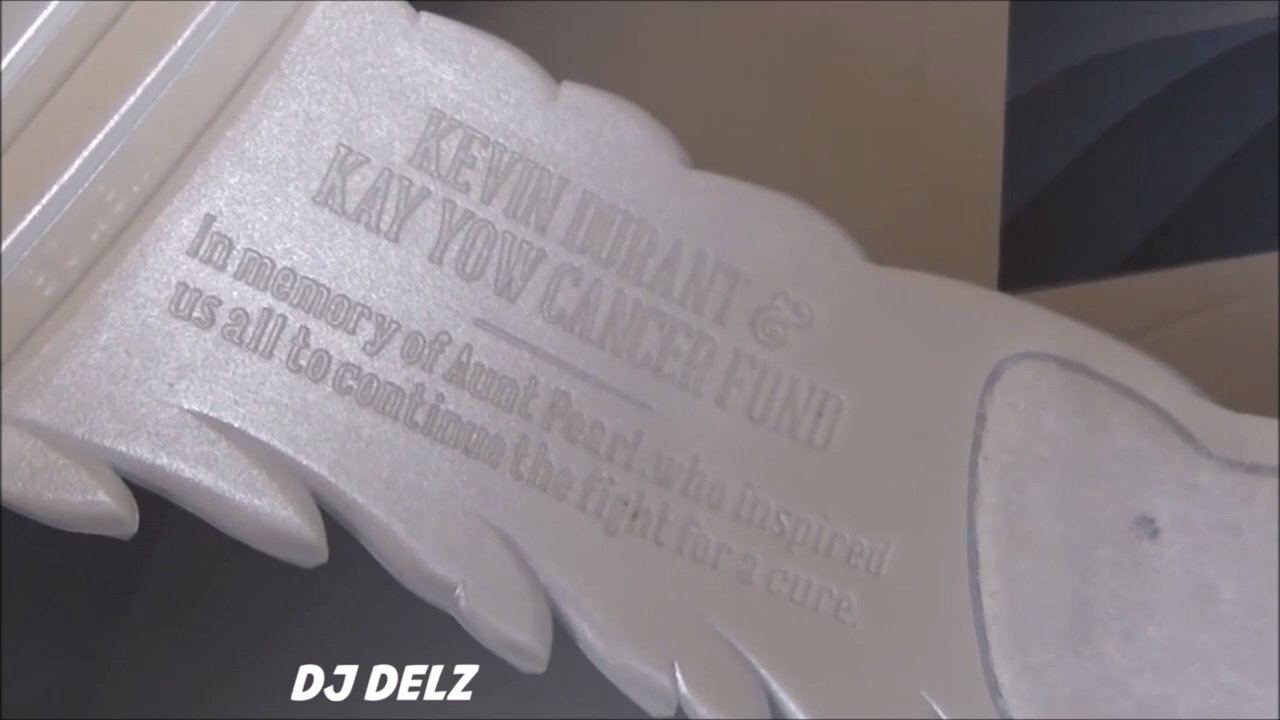 KEVIN DURANT &
KAY YOW CANCER FUND
In memory of Aunt Pearl, who inspired
us all to continue the fight for a cure.
DJ DELZ